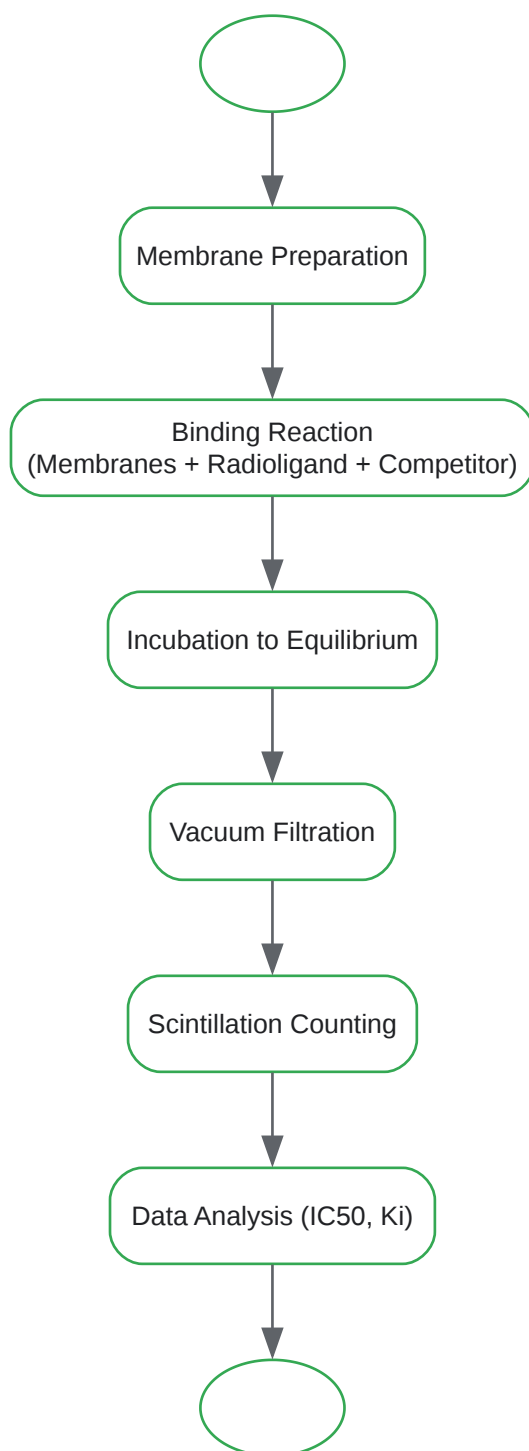 Membrane Preparation
Binding Reaction
(Membranes + Radioligand + Competitor)
Incubation to Equilibrium
Vacuum Filtration
Scintillation Counting
Data Analysis (IC50, Ki)